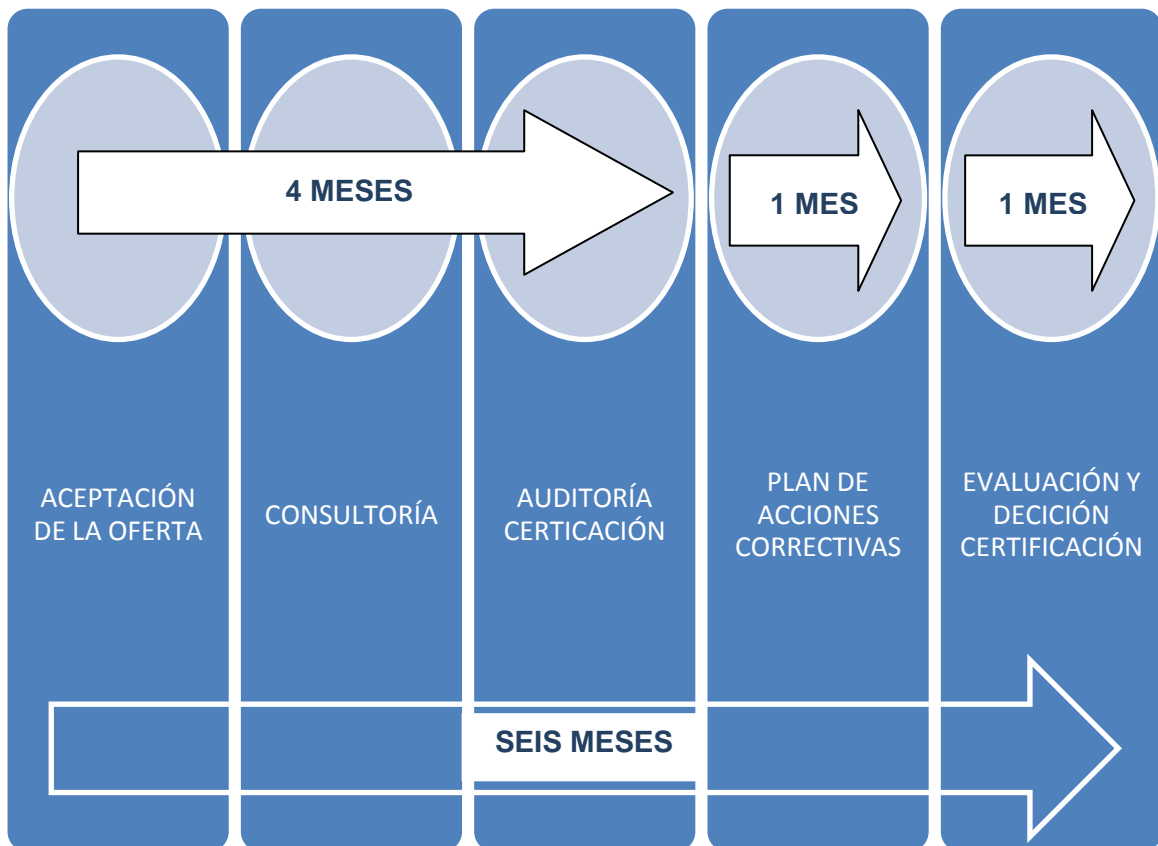 4 MESES
1 MES
1 MES
ACEPTACIÓN
DE LA OFERTA
CONSULTORÍA
AUDITORÍA
CERTICACIÓN
PLAN DE
ACCIONES
CORRECTIVAS
EVALUACIÓN Y
DECICIÓN
CERTIFICACIÓN
SEIS MESES